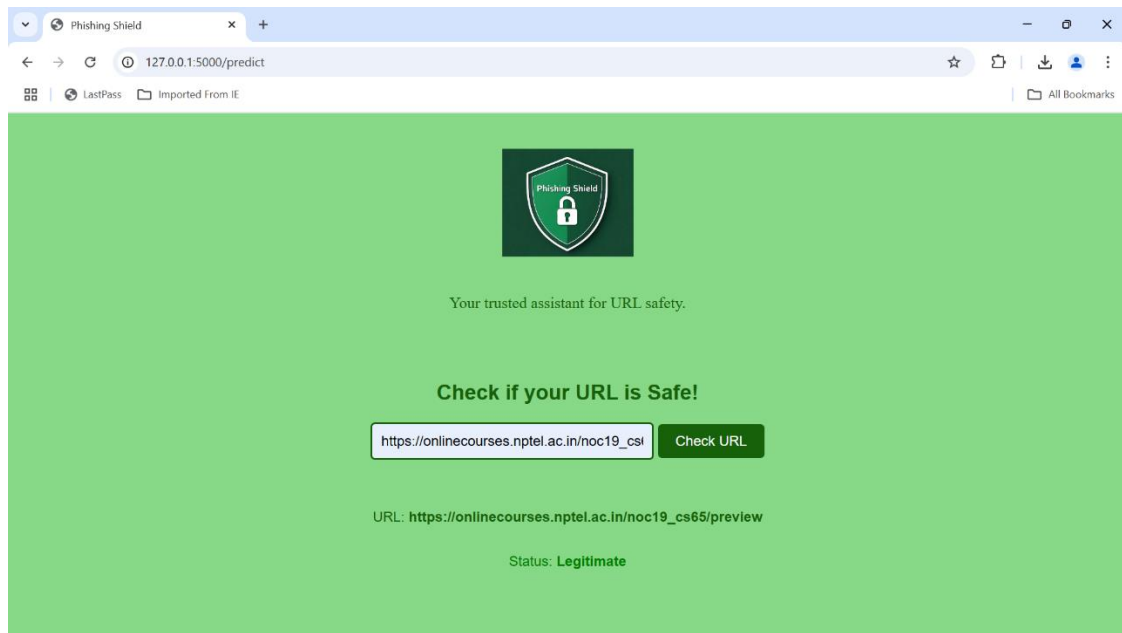 Phishing Shield
127.0.0.1:5000/predict
LastPass Imported From IE All Bookmarks
Phishing Shield
Your trusted assistant for URL safety.
Check if your URL is Safe!
https://onlinecourses.nptel.ac.in/noc19_cs Check URL
URL: https://onlinecourses.nptel.ac.in/noc19_cs65/preview
Status: Legitimate